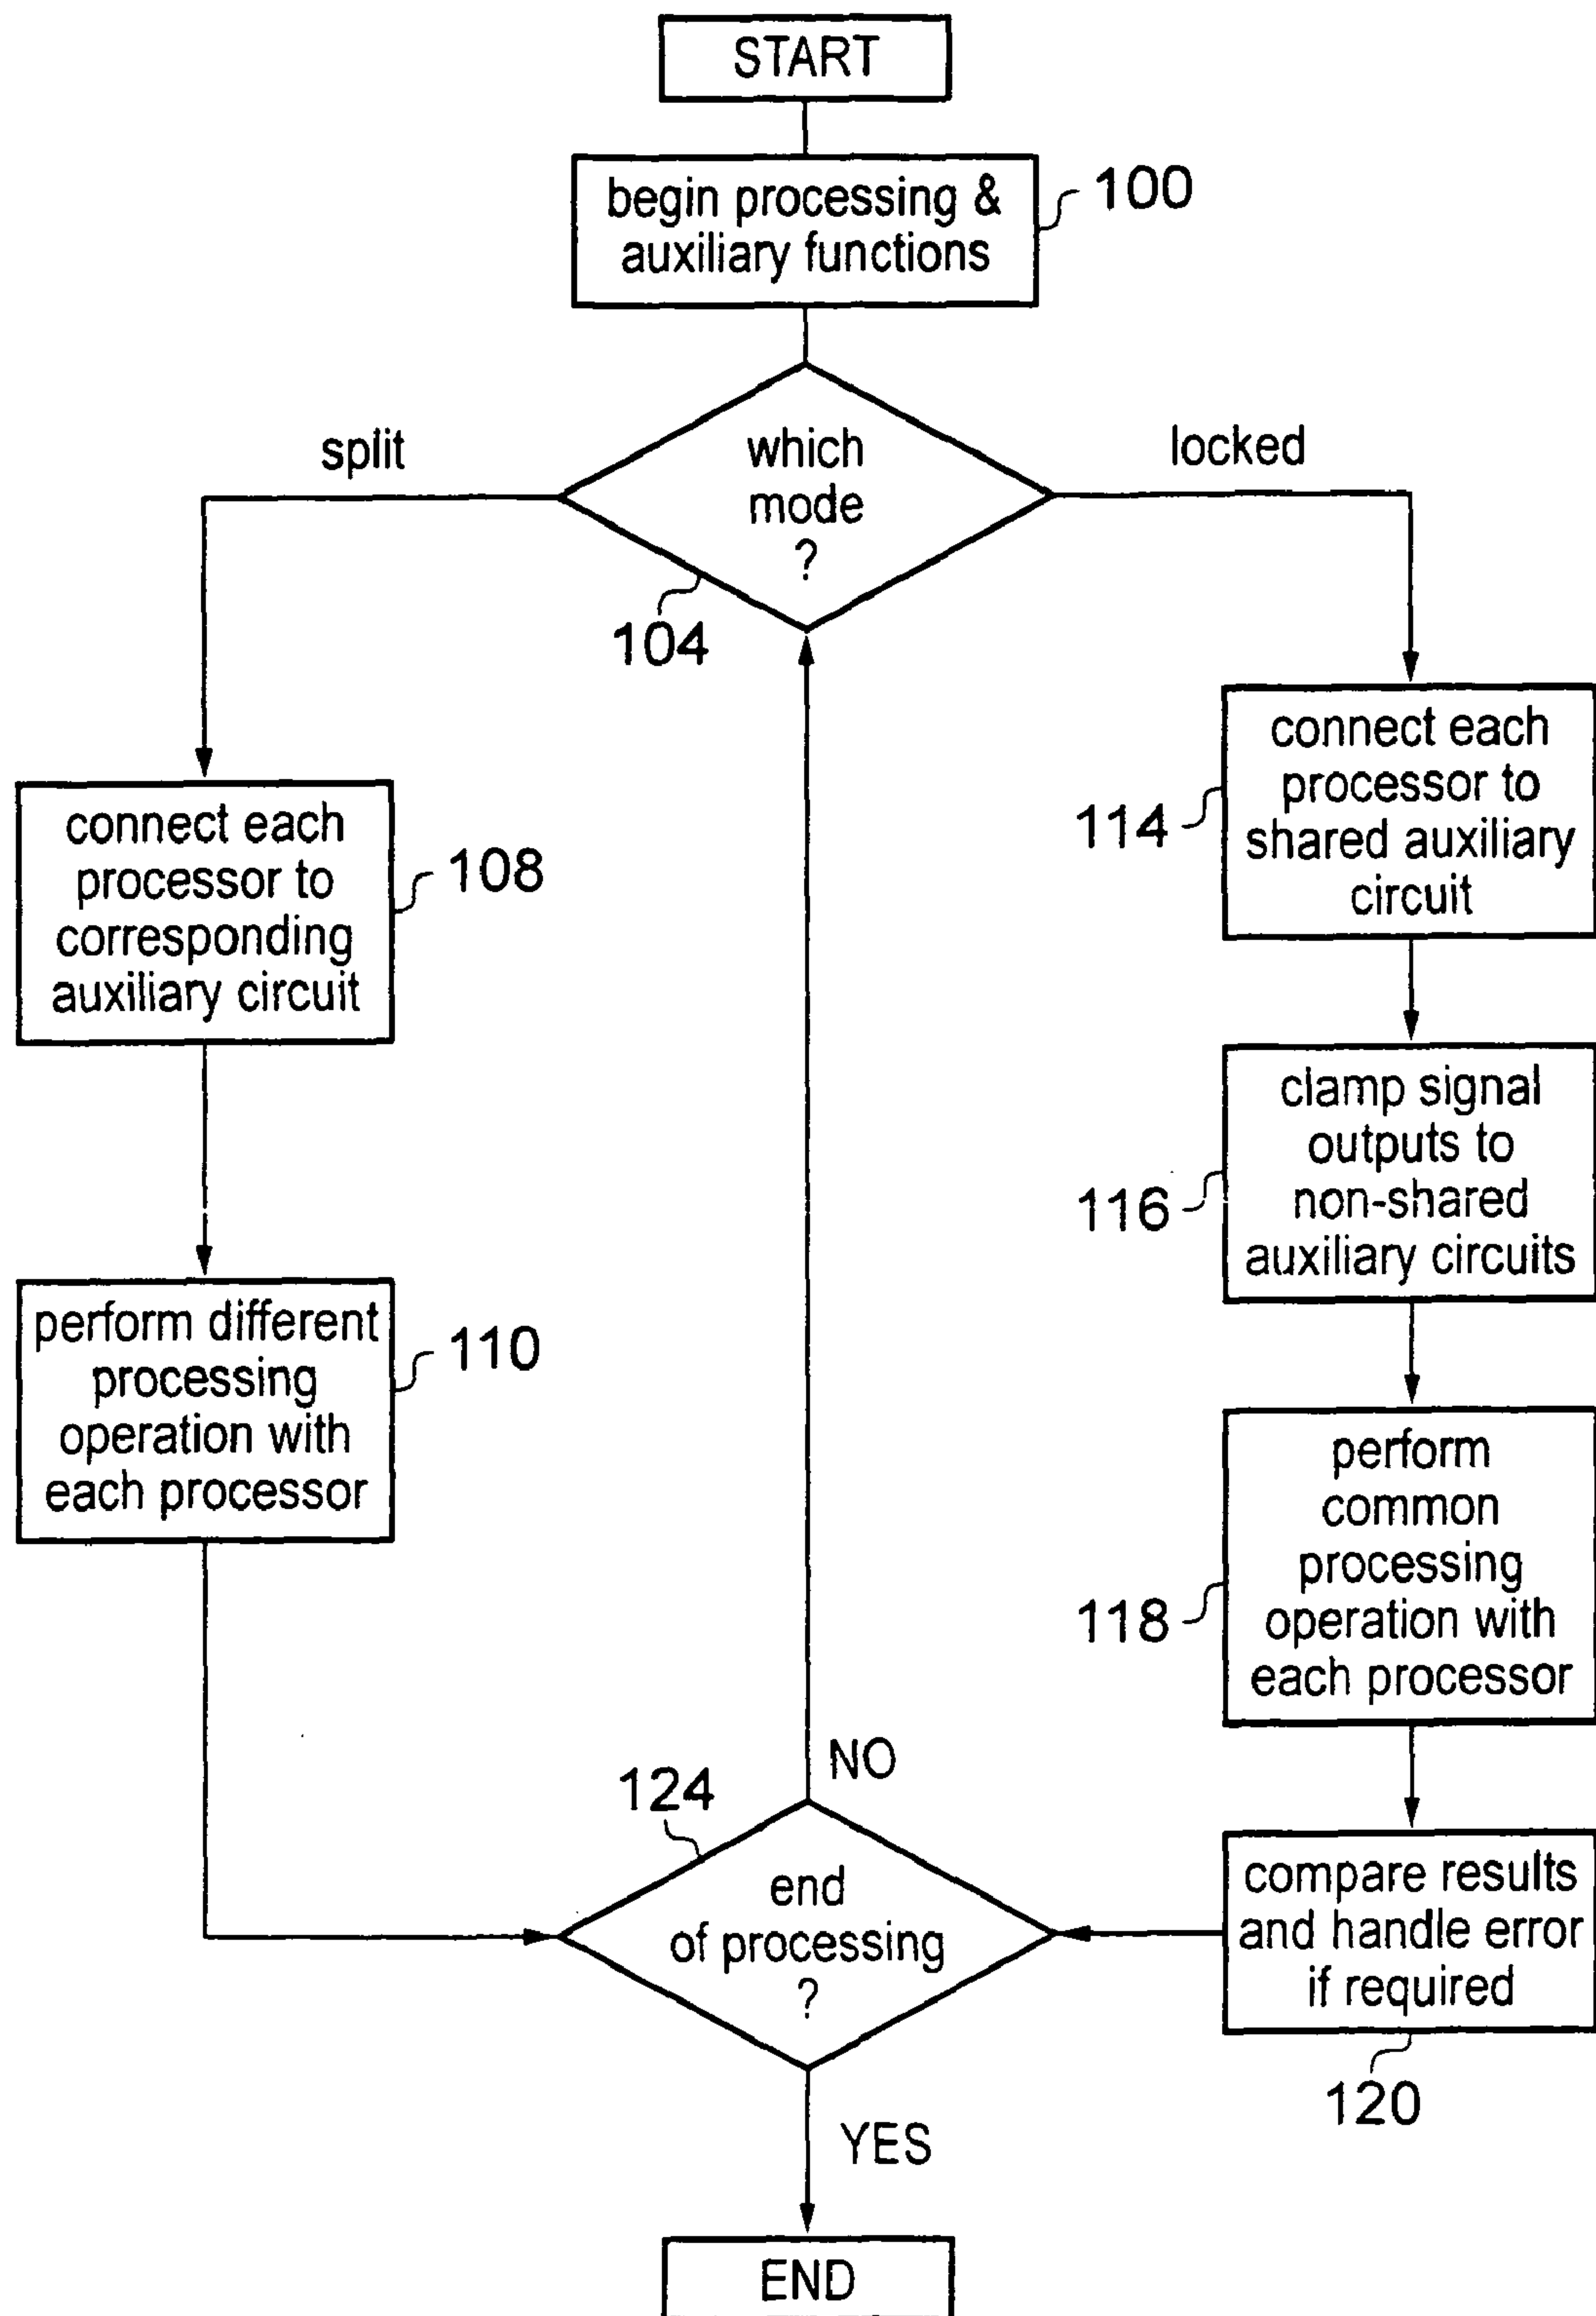 START
begin processing &
auxiliary functions
100
which
mode
?
104
split
locked
connect each
processor to
corresponding
auxiliary circuit
108
perform different
processing
operation with
each processor
110
connect each
processor to
shared auxiliary
circuit
114
clamp signal
outputs to
non-shared
auxiliary circuits
116
perform
common
processing
operation with
each processor
118
compare results
and handle error
if required
120
NO
124
end
of processing
?
YES
END